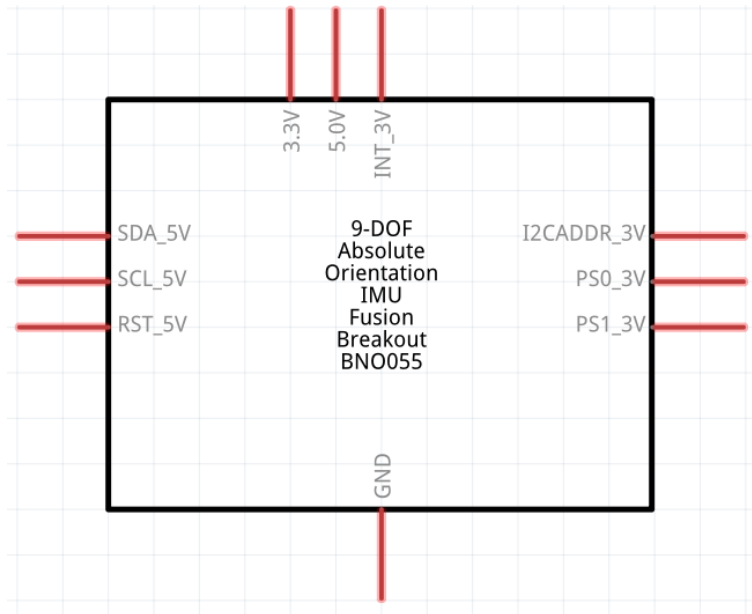 3.3V
5.0V
INT_3V
SDA_5V
SCL_5V
RST_5V
9-DOF
Absolute
Orientation
IMU
Fusion
Breakout
BNO055
I2CADDR_3V
PS0_3V
PS1_3V
GND